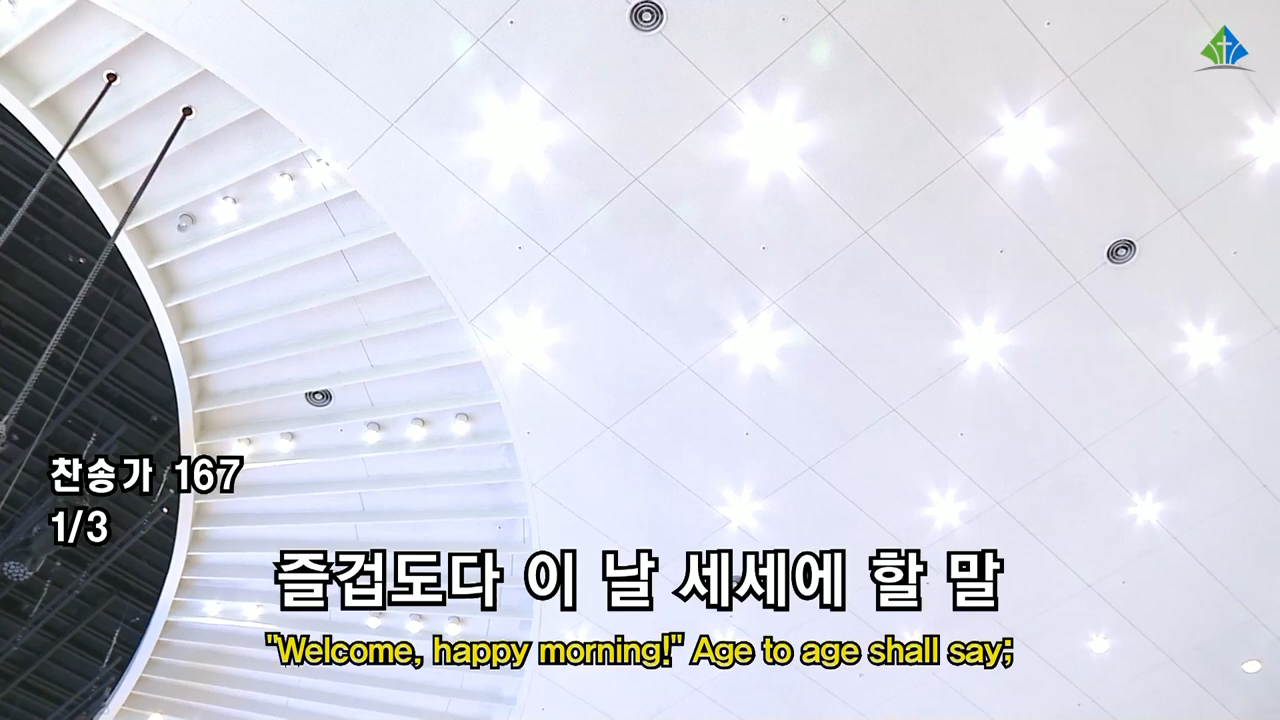 찬송가 167
1/3
즐겁도다 이 날 세세에 할 말
"Welcome, happy morning!" Age to age shall say;